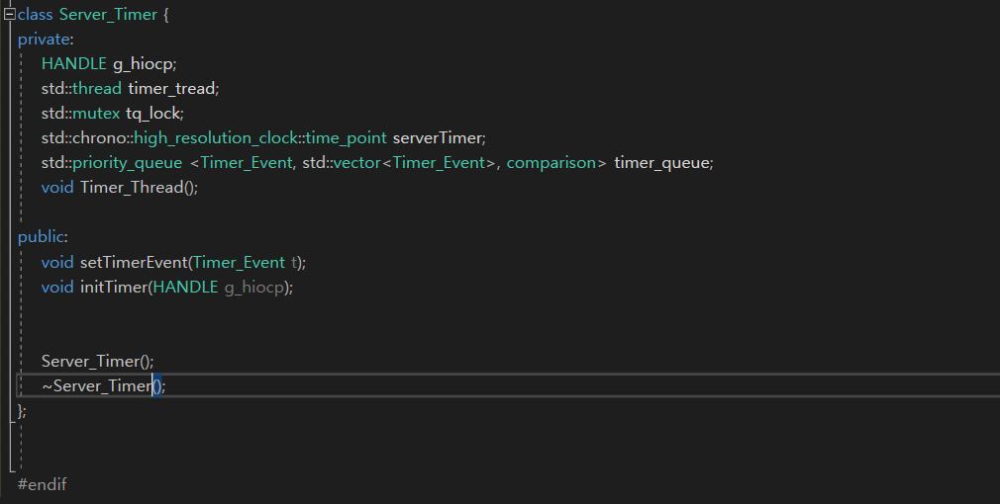 class Server_Timer {
private:
HANDLE g_hiocp;
std::thread timer_tread;
std::mutex tq_lock;
std::chrono::high_resolution_clock::time_point serverTimer;
std::priority_queue <Timer_Event, std::vector<Timer_Event>, comparison> timer_queue;
void Timer_Thread();
public:
void setTimerEvent(Timer_Event t);
void initTimer(HANDLE g_hiocp);
Server_Timer();
~Server_Timer();
};
#endif